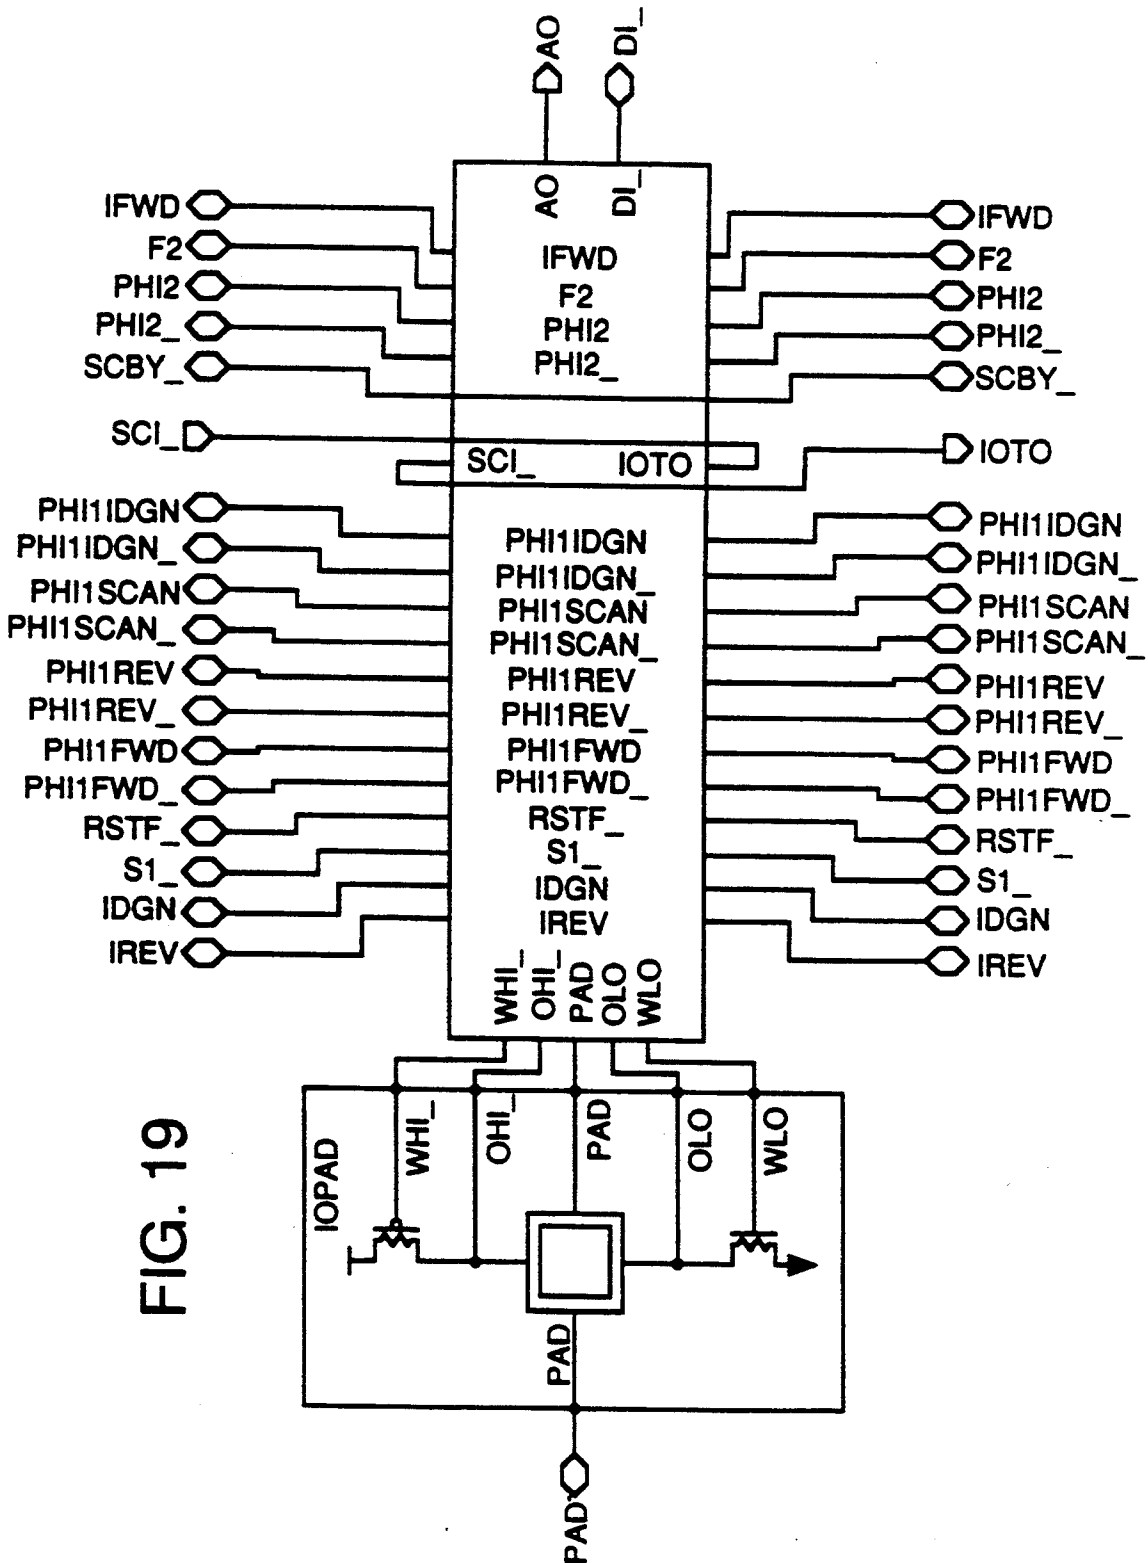 AO
DI_
AO
DI_
IFWD
F2
PHI2
PHI2_
SCBY_
SCI_
PHI1IDGN
PHI1IDGN_
PHI1SCAN
PHI1SCAN_
PHI1REV
PHI1REV_
PHI1FWD
PHI1FWD_
RSTF_
S1_
IDGN
IREV
IFWD
F2
PHI2
PHI2_
SCI_
IOTO
PHI1IDGN
PHI1IDGN_
PHI1SCAN
PHI1SCAN_
PHI1REV
PHI1REV_
PHI1FWD
PHI1FWD_
RSTF_
S1_
IDGN
IREV
IFWD
F2
PHI2
PHI2_
SCBY_
IOTO
PHI1IDGN
PHI1IDGN_
PHI1SCAN
PHI1SCAN_
PHI1REV
PHI1REV_
PHI1FWD
PHI1FWD_
RSTF_
S1_
IDGN
IREV
WHI_
OHI_
PAD
OLO
WLO
FIG. 19
IOPAD
WHI_
OHI_
PAD
OLO
WLO
PAD
PAD